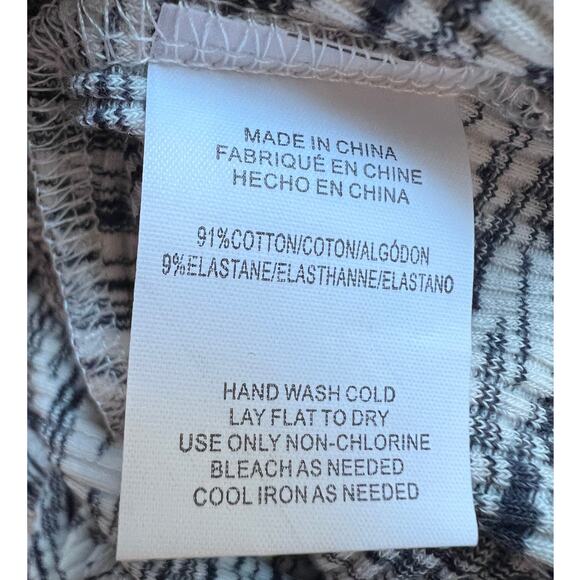 MADE IN CHINA
FABRIQUÉ EN CHINE
HECHO EN CHINA
91%COTTON/COTON/ALGÓDON
9%ELASTANE/ELASTHANNE/ELASTANO
HAND WASH COLD
LAY FLAT TO DRY
USE ONLY NON-CHLORINE
BLEACH AS NEEDED
COOL IRON AS NEEDED